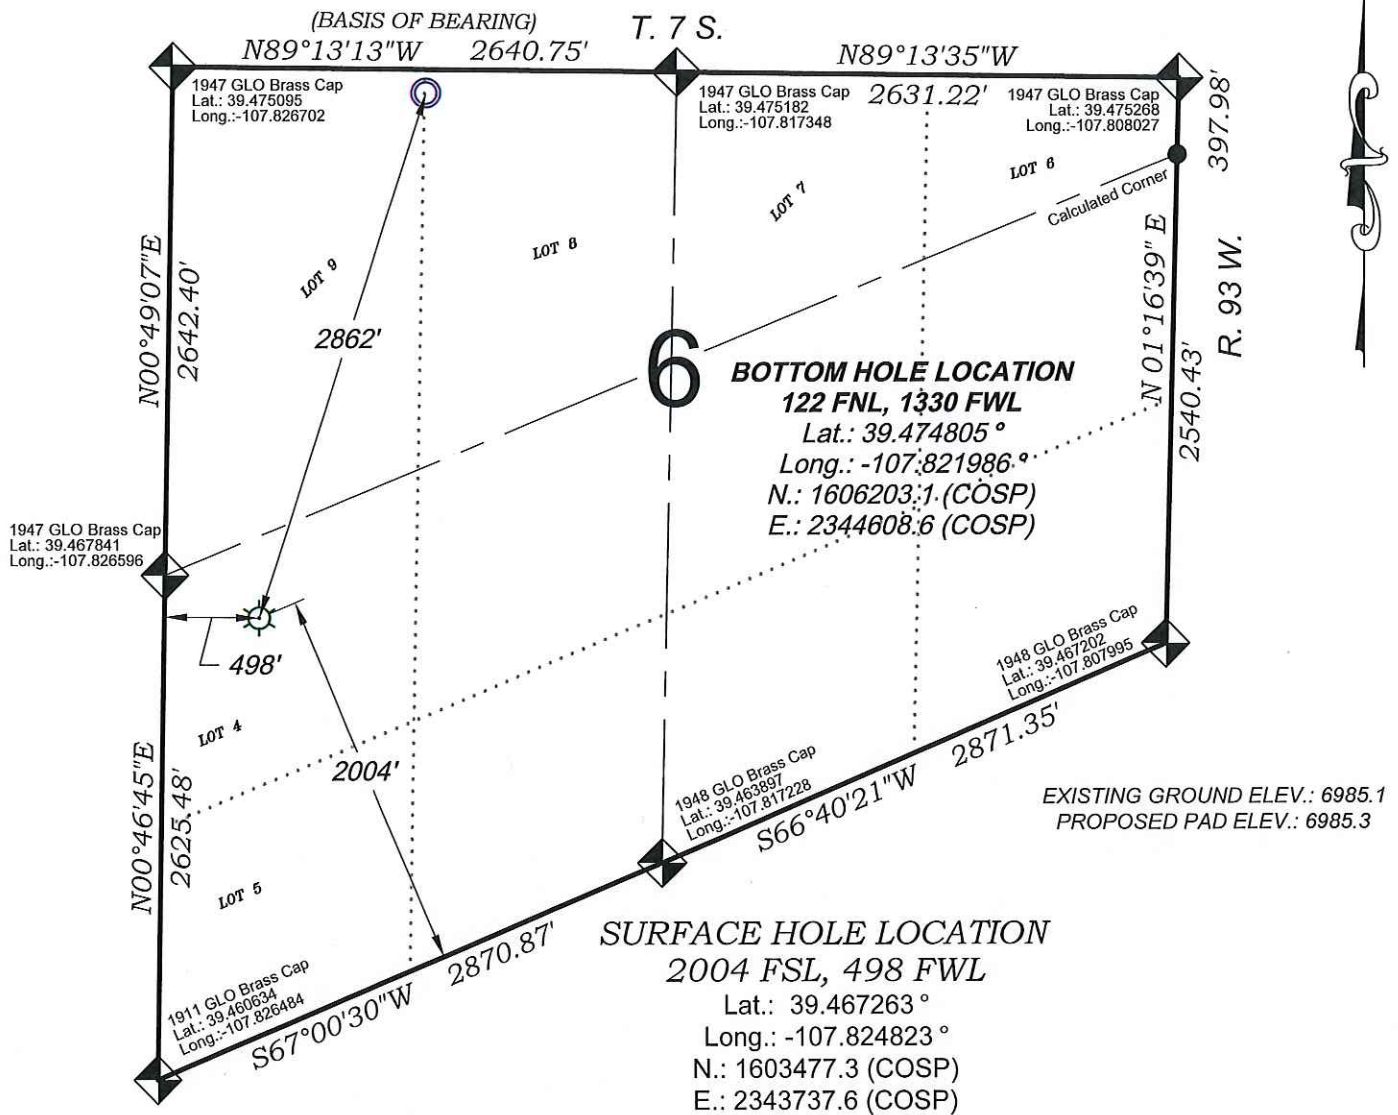 (BASIS OF BEARING)
T. 7 S.
N89°13'13"W 2640.75'
N89°13'35"W
2631.22'
1947 GLO Brass Cap
Lat.: 39.475095
Long.:-107.826702
1947 GLO Brass Cap
Lat.: 39.475182
Long.:-107.817348
1947 GLO Brass Cap
Lat.: 39.475268
Long.:-107.808027
397.98'
LOT 6
LOT 7
Calculated Corner
LOT 8
LOT 9
N00°49'07"E
2642.40'
2862'
N 01°16'39" E
2540.43'
R. 93 W.
6
BOTTOM HOLE LOCATION
122 FNL, 1330 FWL
Lat.: 39.474805°
Long.: -107.821986°
N.: 1606203.1 (COSP)
E.: 2344608.6 (COSP)
1947 GLO Brass Cap
Lat.: 39.467841
Long.:-107.826596
498'
LOT 4
2004'
N00°46'45"E
2625.48'
LOT 5
1948 GLO Brass Cap
Lat.: 39.467202
Long.:-107.807995
1948 GLO Brass Cap
Lat.: 39.463897
Long.:-107.817228
S66°40'21"W 2871.35'
EXISTING GROUND ELEV.: 6985.1
PROPOSED PAD ELEV.: 6985.3
1911 GLO Brass Cap
Lat.: 39.460634
Long.:-107.826484
S67°00'30"W 2870.87'
SURFACE HOLE LOCATION
2004 FSL, 498 FWL
Lat.: 39.467263°
Long.: -107.824823°
N.: 1603477.3 (COSP)
E.: 2343737.6 (COSP)